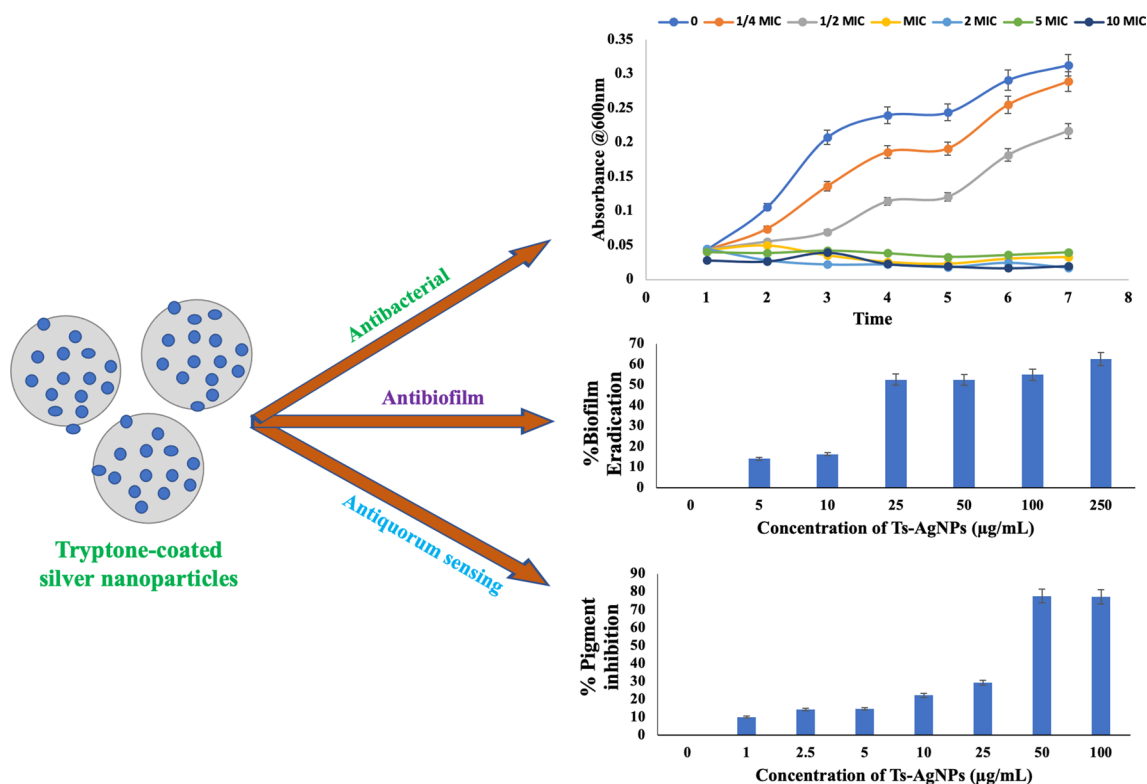 0 1/4 MIC 1/2 MIC MIC 2 MIC 5 MIC 10 MIC
0.35
0.3
0.25
0.2
0.15
0.1
0.05
0
Absorbance @600nm
0 1 2 3 4 5 6 7 8
Time
Antibacterial
Antibiofilm
Antiquorum sensing
Tryptone-coated
silver nanoparticles
70
60
50
40
30
20
10
0
%Biofilm
Eradication
0 5 10 25 50 100 250
Concentration of Ts-AgNPs (µg/mL)
90
80
70
60
50
40
30
20
10
0
% Pigment
inhibition
0 1 2.5 5 10 25 50 100
Concentration of Ts-AgNPs (µg/mL)